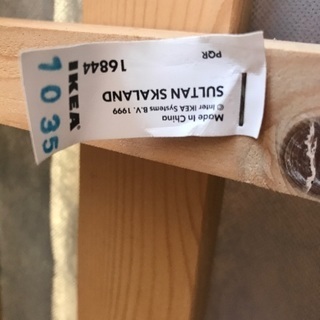 Made in China
© Inter IKEA Systems B.V. 1999
SULTAN SKALAND
PQR
16844
IKEA
1035